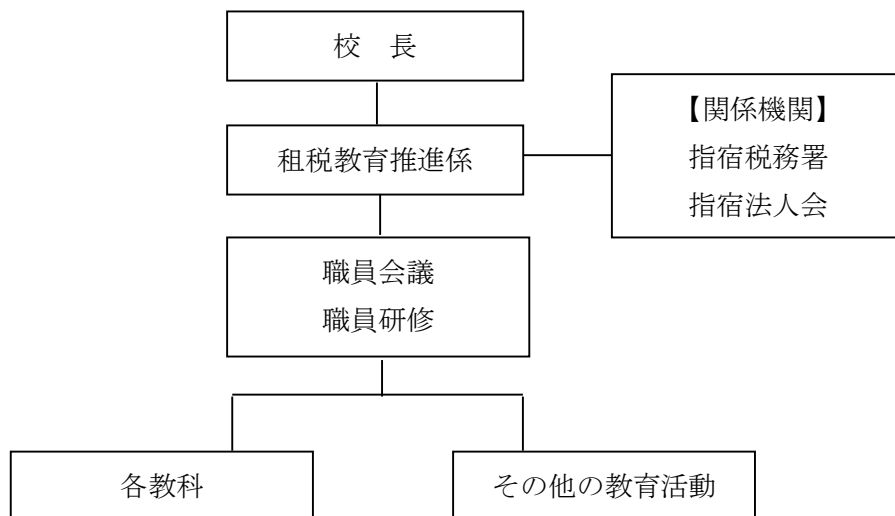 校　長
租税教育推進係
【関係機関】
指宿税務署
指宿法人会
職員会議
職員研修
各教科
その他の教育活動